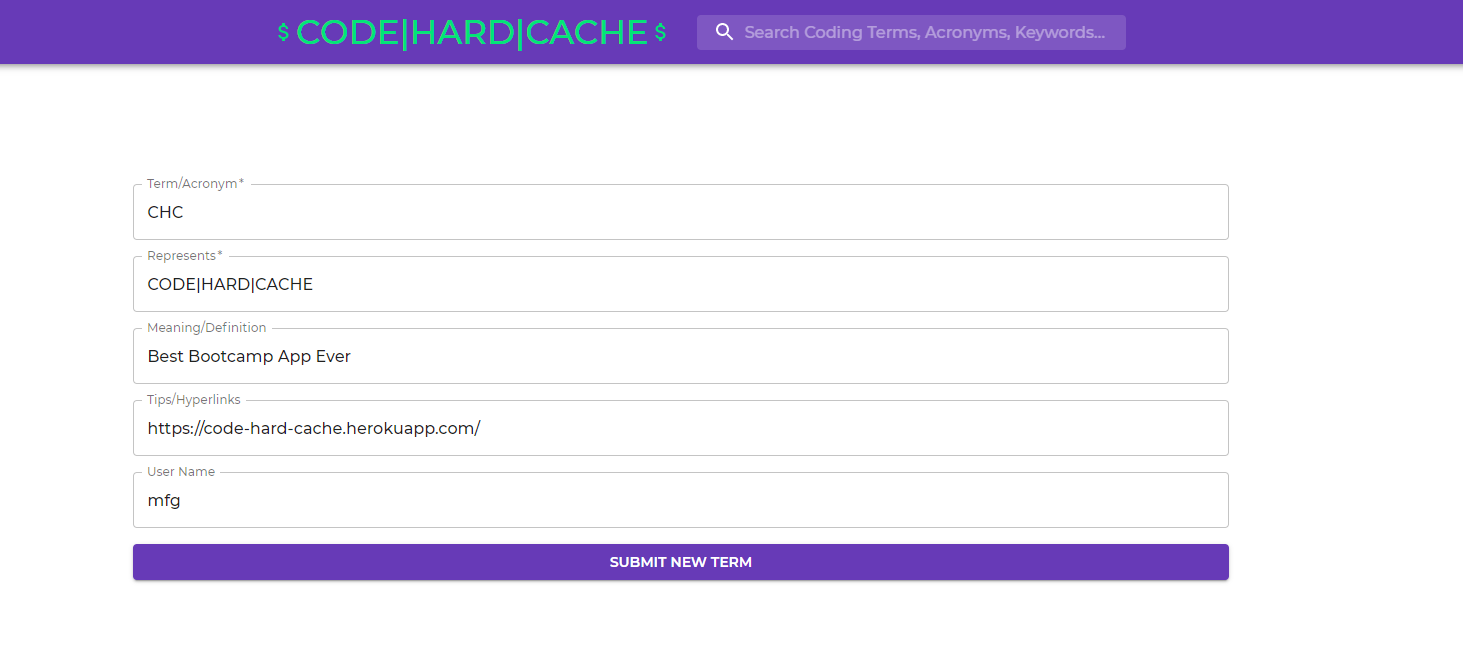 $ CODE|HARD|CACHE $
Search Coding Terms, Acronyms, Keywords...
Term/Acronym*
CHC
Represents*
CODE|HARD|CACHE
Meaning/Definition
Best Bootcamp App Ever
Tips/Hyperlinks
https://code-hard-cache.herokuapp.com/
User Name
mfg
SUBMIT NEW TERM